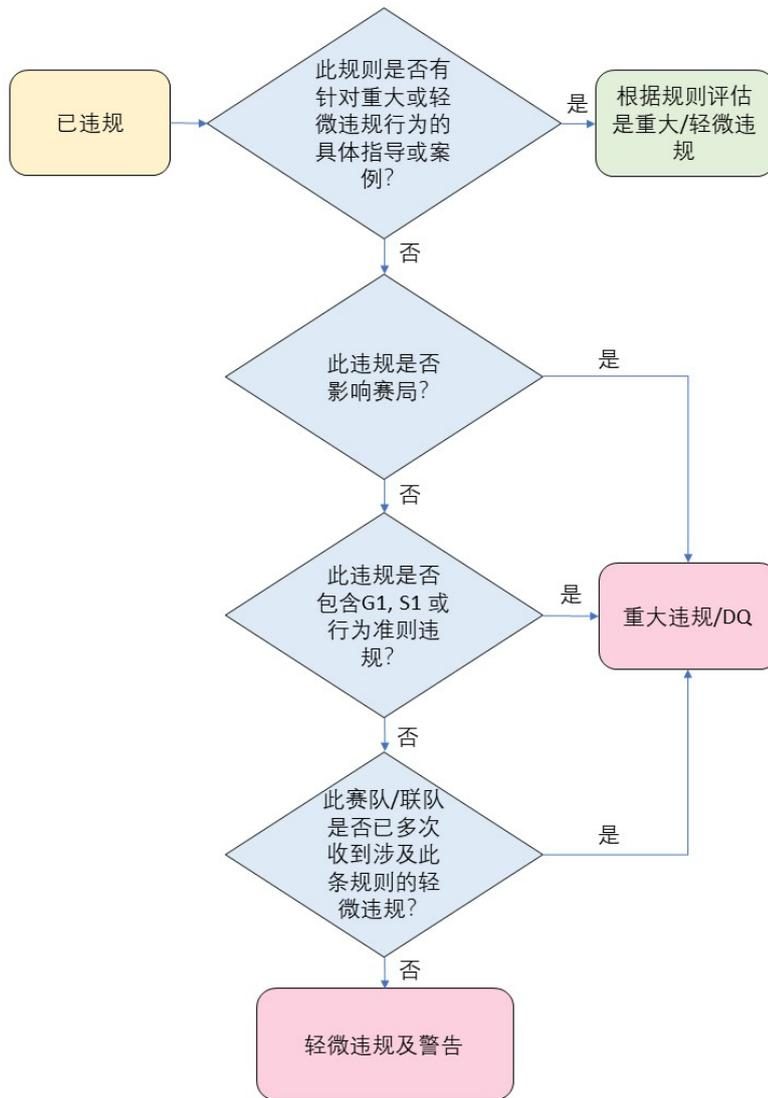 此规则是否有
针对重大或轻
微违规行为的
具体指导或案
例?
已违规
是
根据规则评估
是重大/轻微违
规
否
此违规是否
影响赛局?
是
否
此违规是否
包含G1, S1 或
行为准则违
规?
是
重大违规/DQ
否
此赛队/联队
是否已多次
收到涉及此
条规则的轻
微违规?
是
否
轻微违规及警告